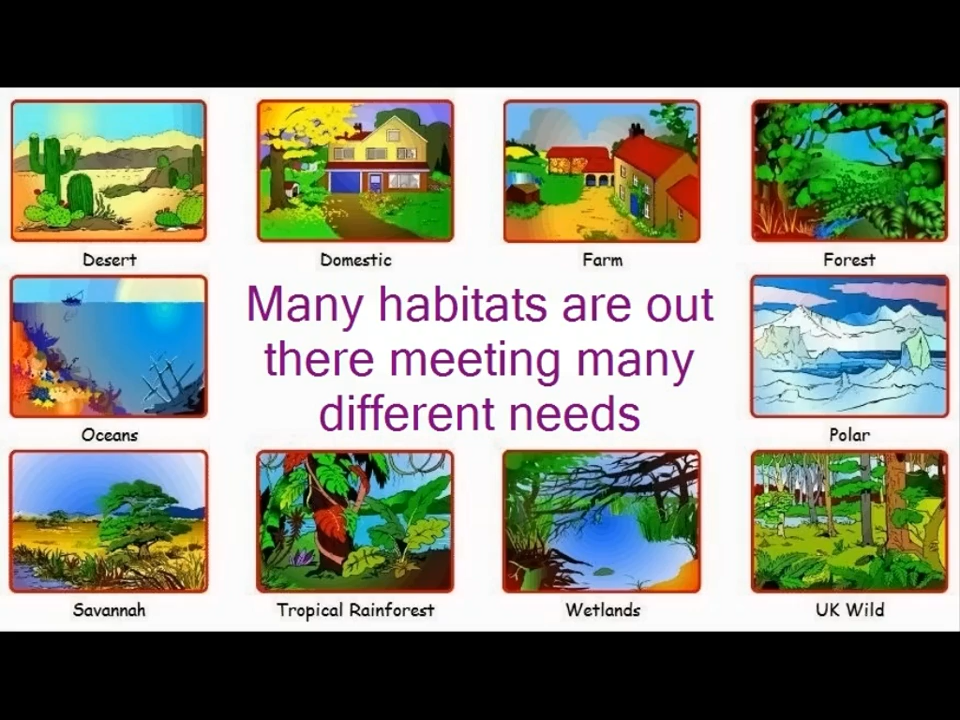 Desert
Domestic
Farm
Forest
Many habitats are out
there meeting many
different needs
Oceans
Polar
Savannah
Tropical Rainforest
Wetlands
UK Wild